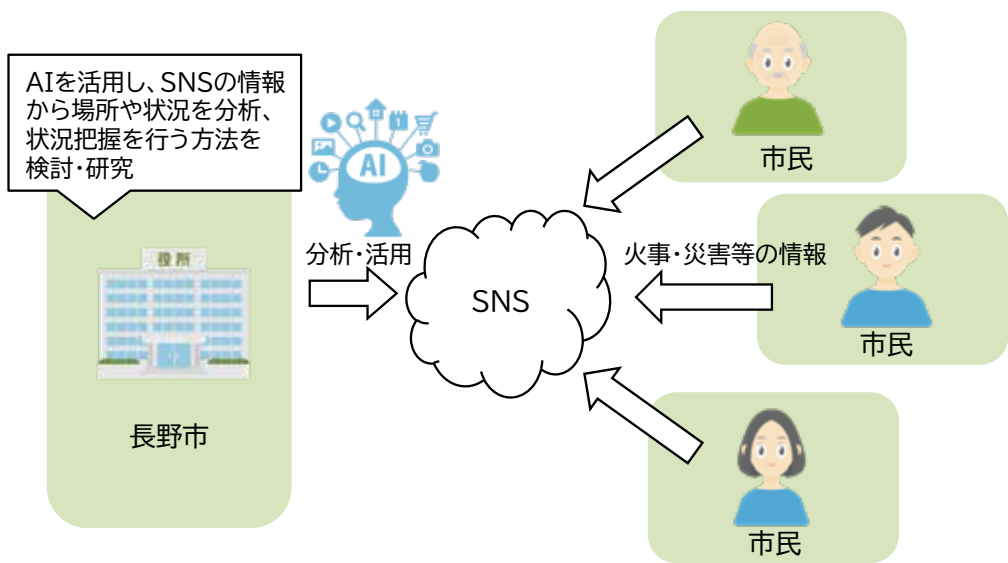 AIを活用し、SNSの情報
から場所や状況を分析、
状況把握を行う方法を
検討・研究
AI
1
役所
長野市
分析・活用
SNS
火事・災害等の情報
市民
市民
市民